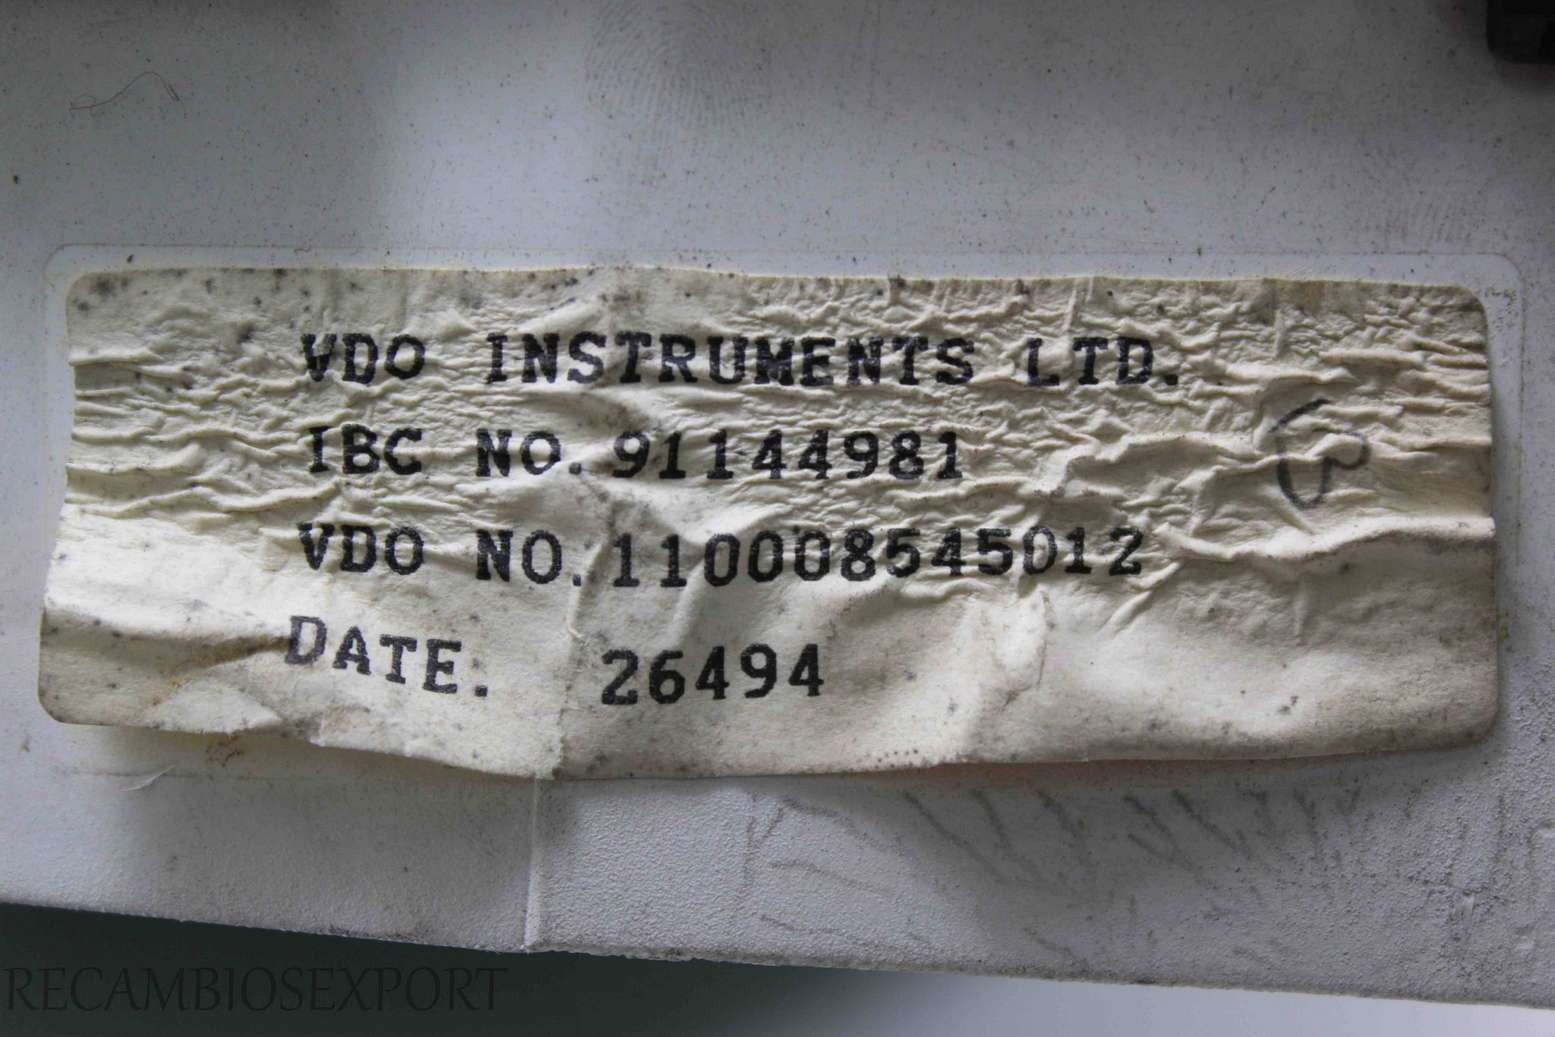 VDO INSTRUMENTS LTD.
IBC NO. 91144981
VDO NO. 110008545012
DATE. 26494
RECAMBIOSEXPORT